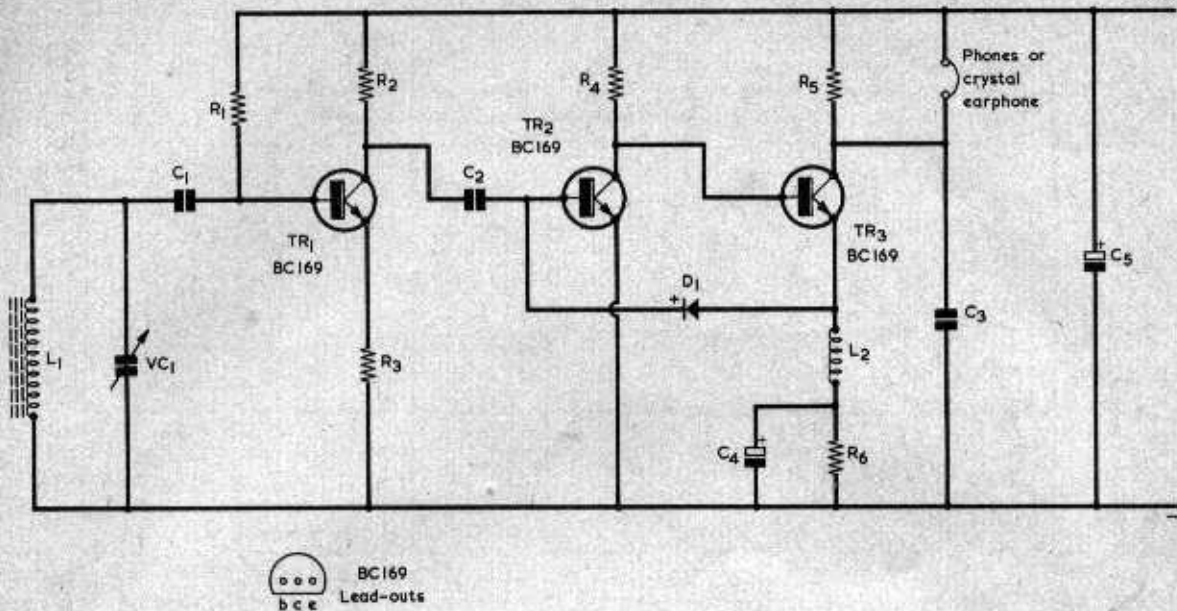 R1
R2
R4
R5
Phones or
crystal
earphone
TR2
BC169
C1
C2
TR1
BC169
TR3
BC169
+
C5
D1
+
C3
L1
VC1
R3
L2
C4
+
R6
BC169
Lead-outs
b c e